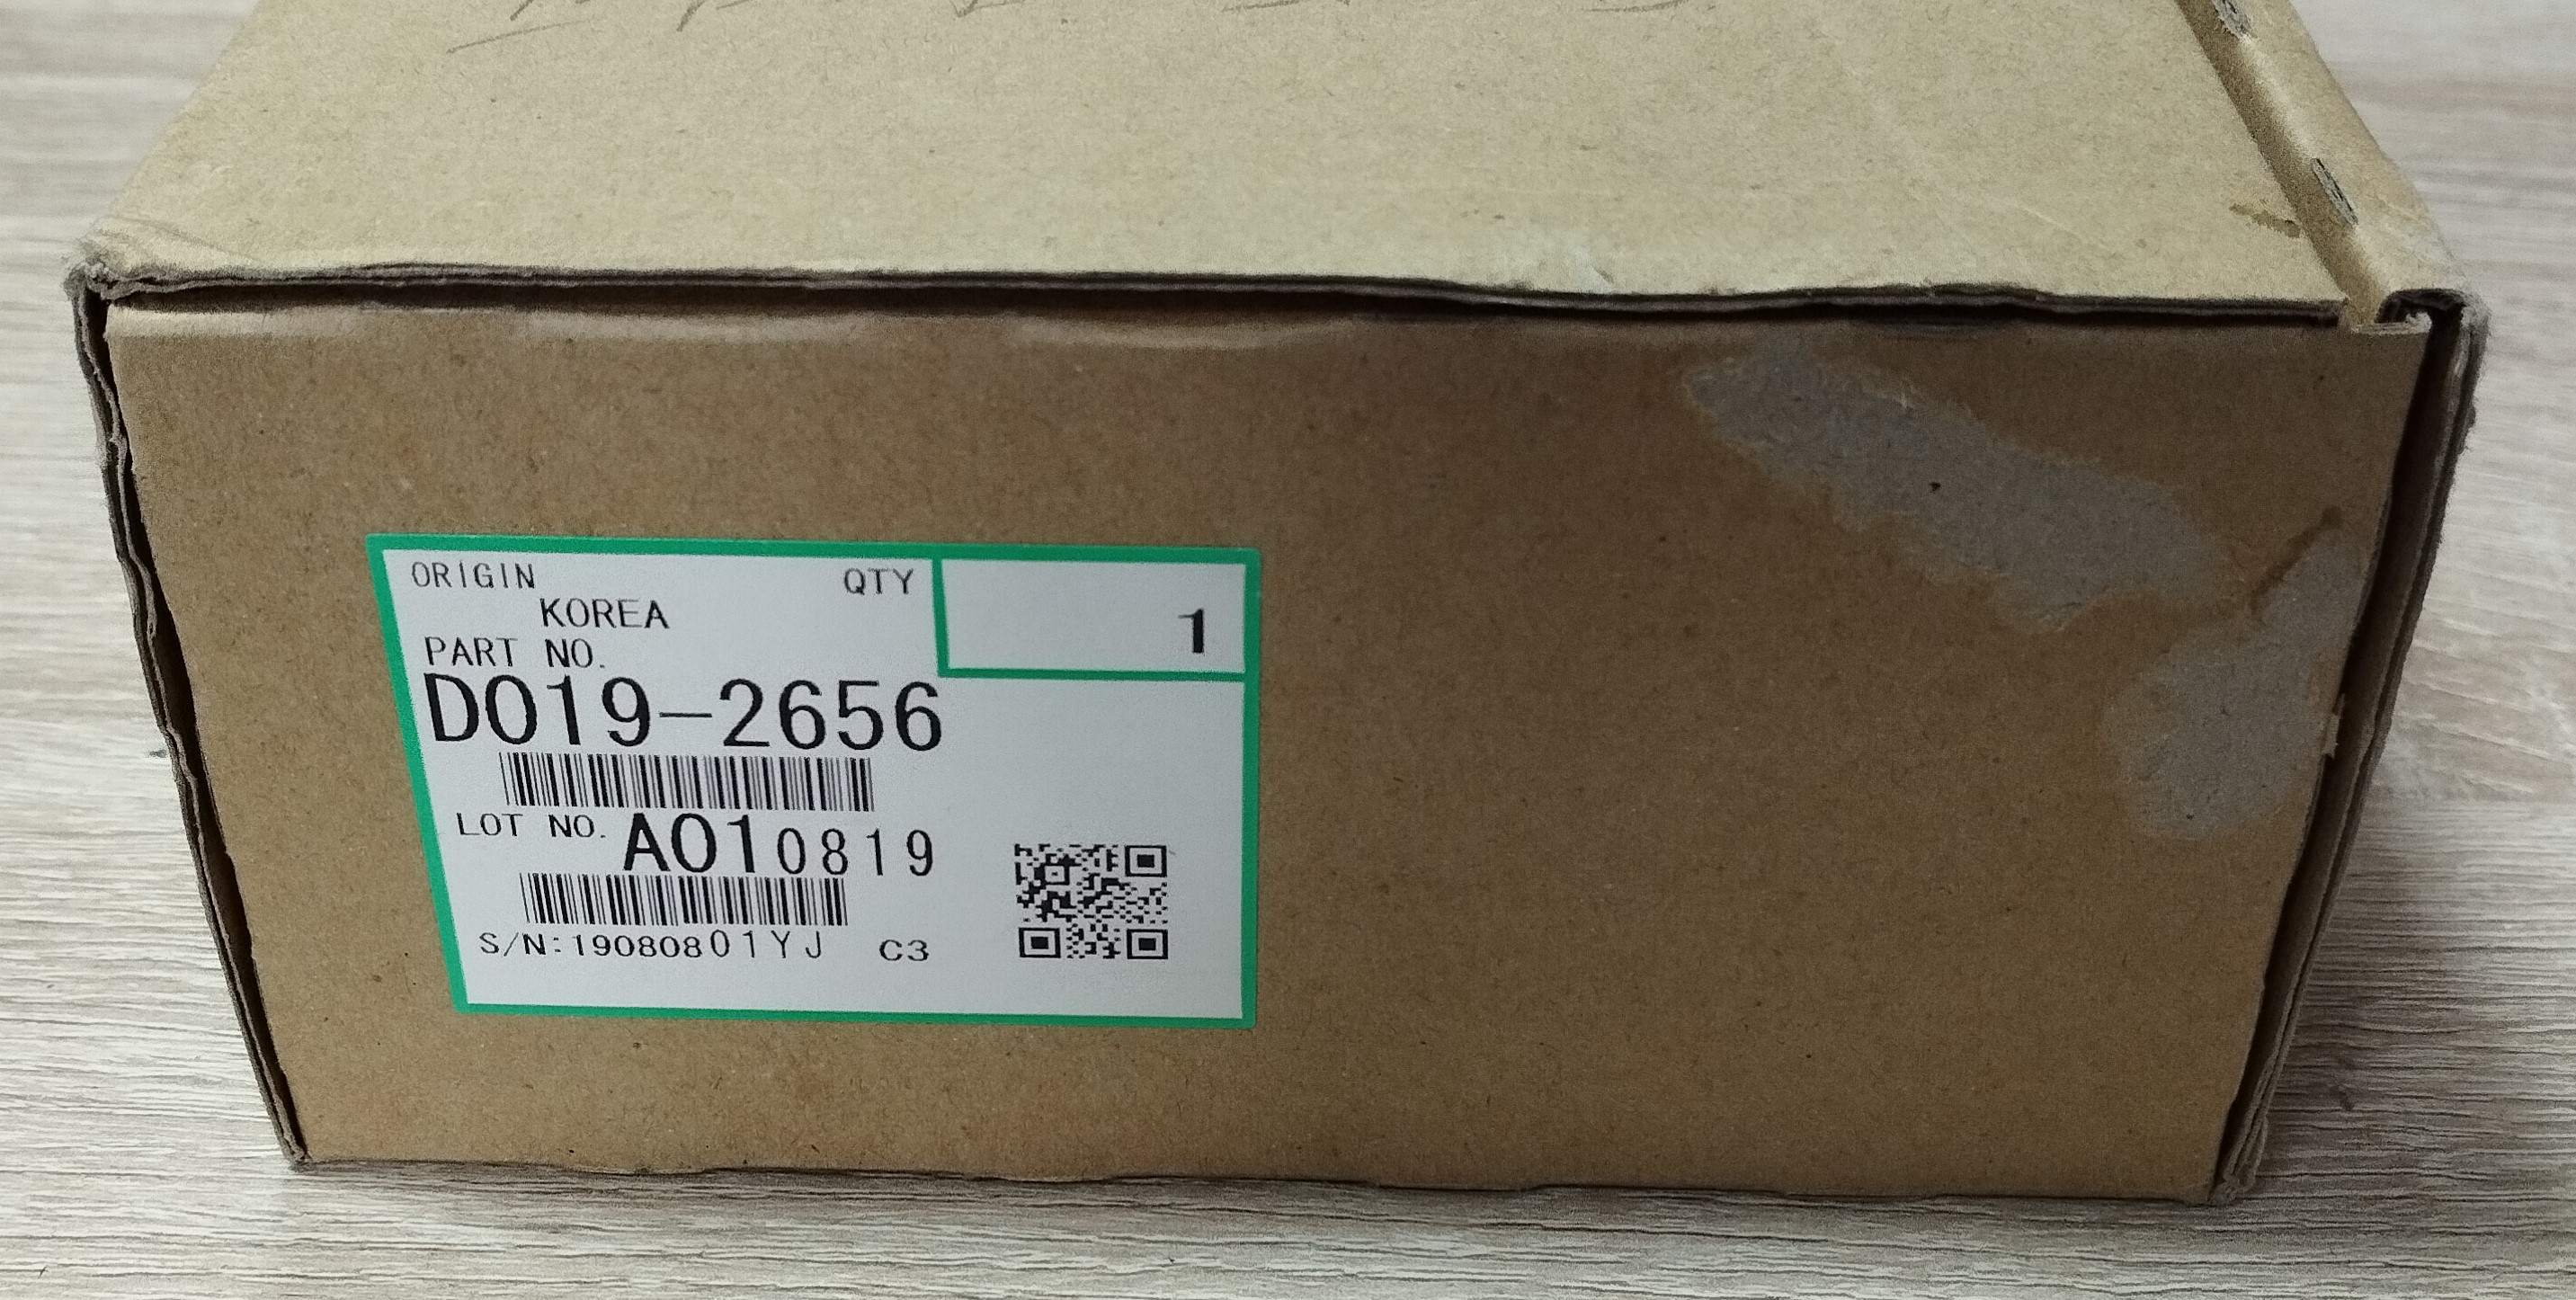 ORIGIN QTY
KOREA 1
PART NO.
D019-2656
LOT NO. A010819
S/N:19080801YJ C3